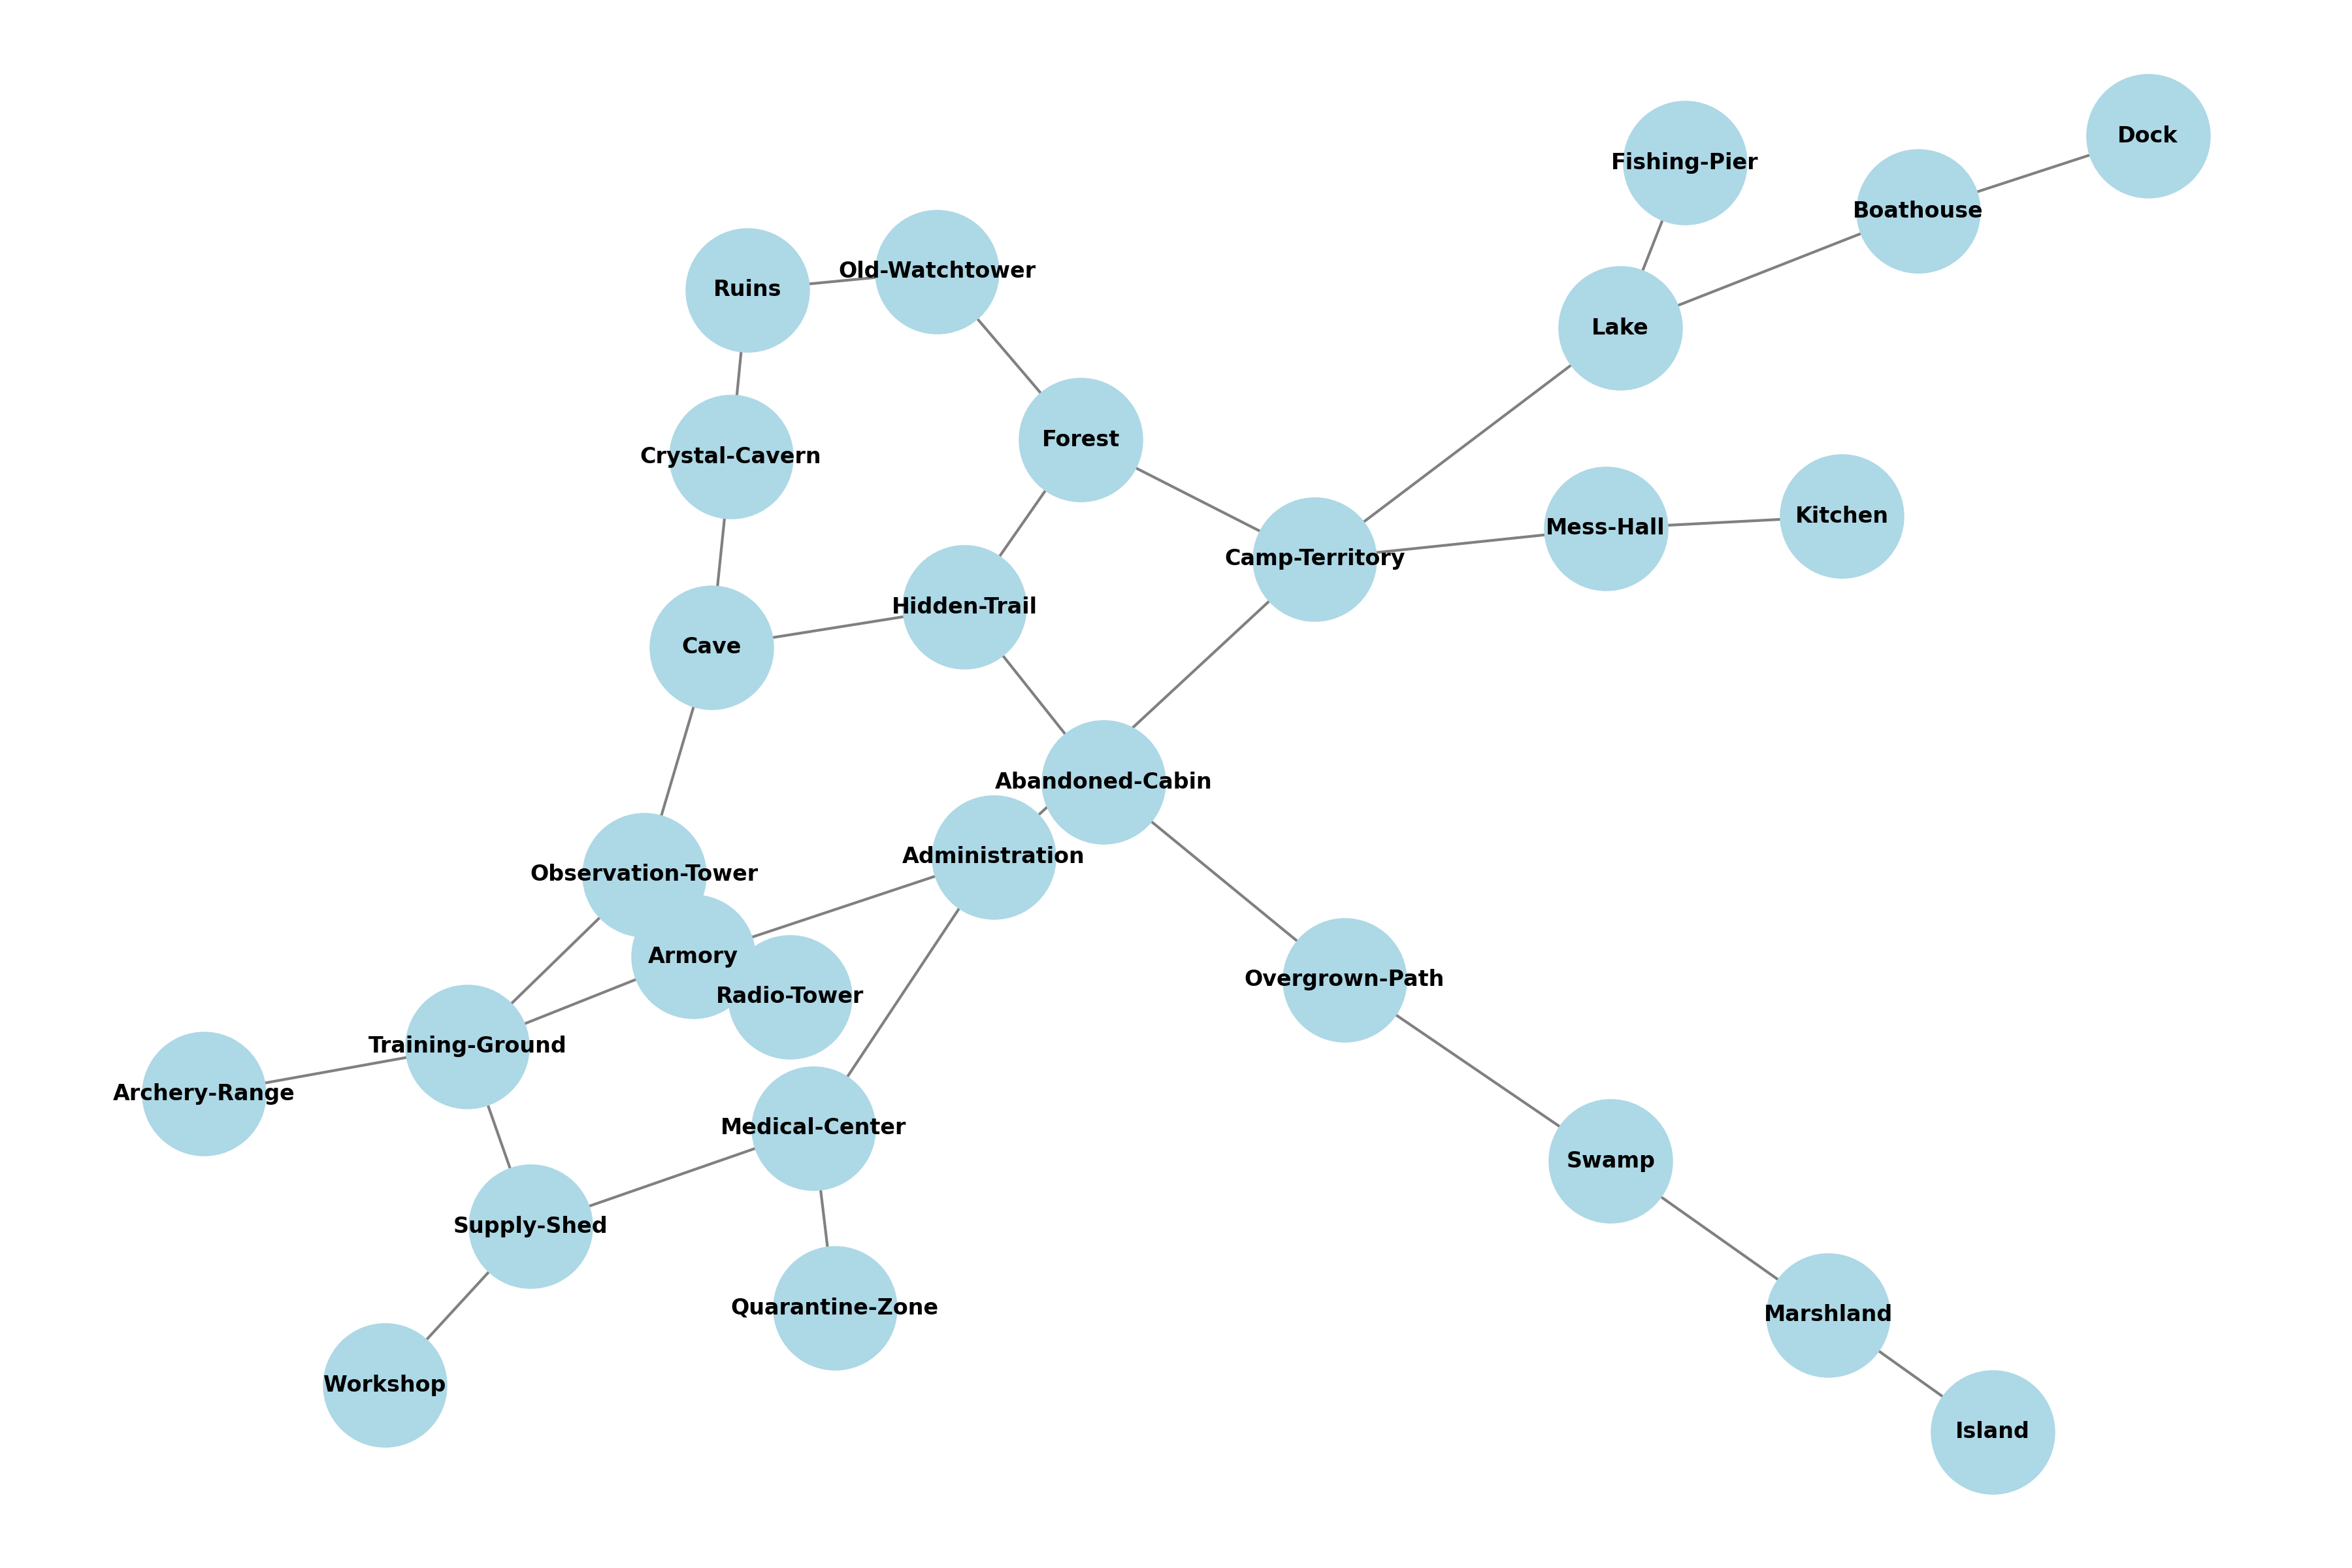 Dock
Fishing-Pier
Boathouse
Old-Watchtower
Ruins
Lake
Forest
Crystal-Cavern
Kitchen
Mess-Hall
Camp-Territory
Hidden-Trail
Cave
Abandoned-Cabin
Administration
Observation-Tower
Armory
Overgrown-Path
Radio-Tower
Training-Ground
Archery-Range
Medical-Center
Swamp
Supply-Shed
Quarantine-Zone
Marshland
Workshop
Island